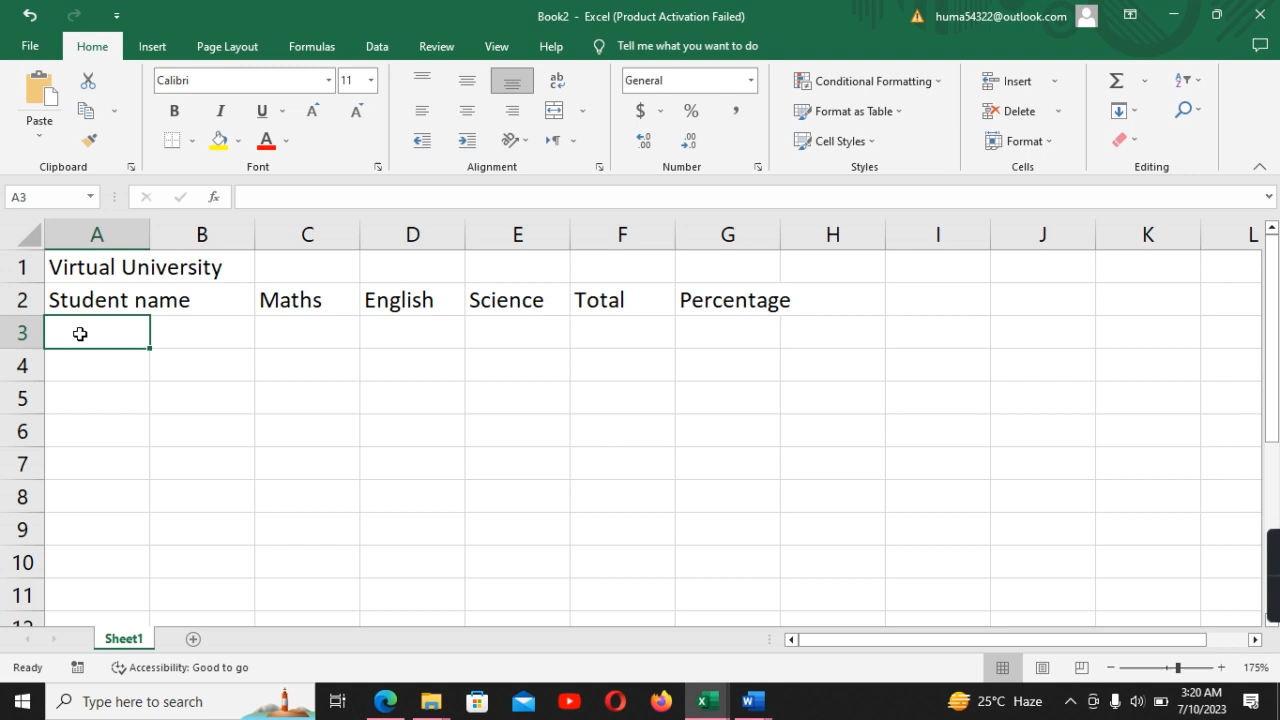 Book2 - Excel (Product Activation Failed)
huma54322@outlook.com
File Home Insert Page Layout Formulas Data Review View Help Tell me what you want to do
Paste
Calibri 11
B I U A A
A
ab
General
$ % ,
Conditional Formatting
Format as Table
Cell Styles
Insert
Delete
Format
Clipboard Font Alignment Number Styles Cells Editing
A3 fx
A B C D E F G H I J K L
1 Virtual University
2 Student name Maths English Science Total Percentage
3
4
5
6
7
8
9
10
11
12
Sheet1
Ready Accessibility: Good to go 175%
Type here to search 25°C Haze 3:20 AM
7/10/2023